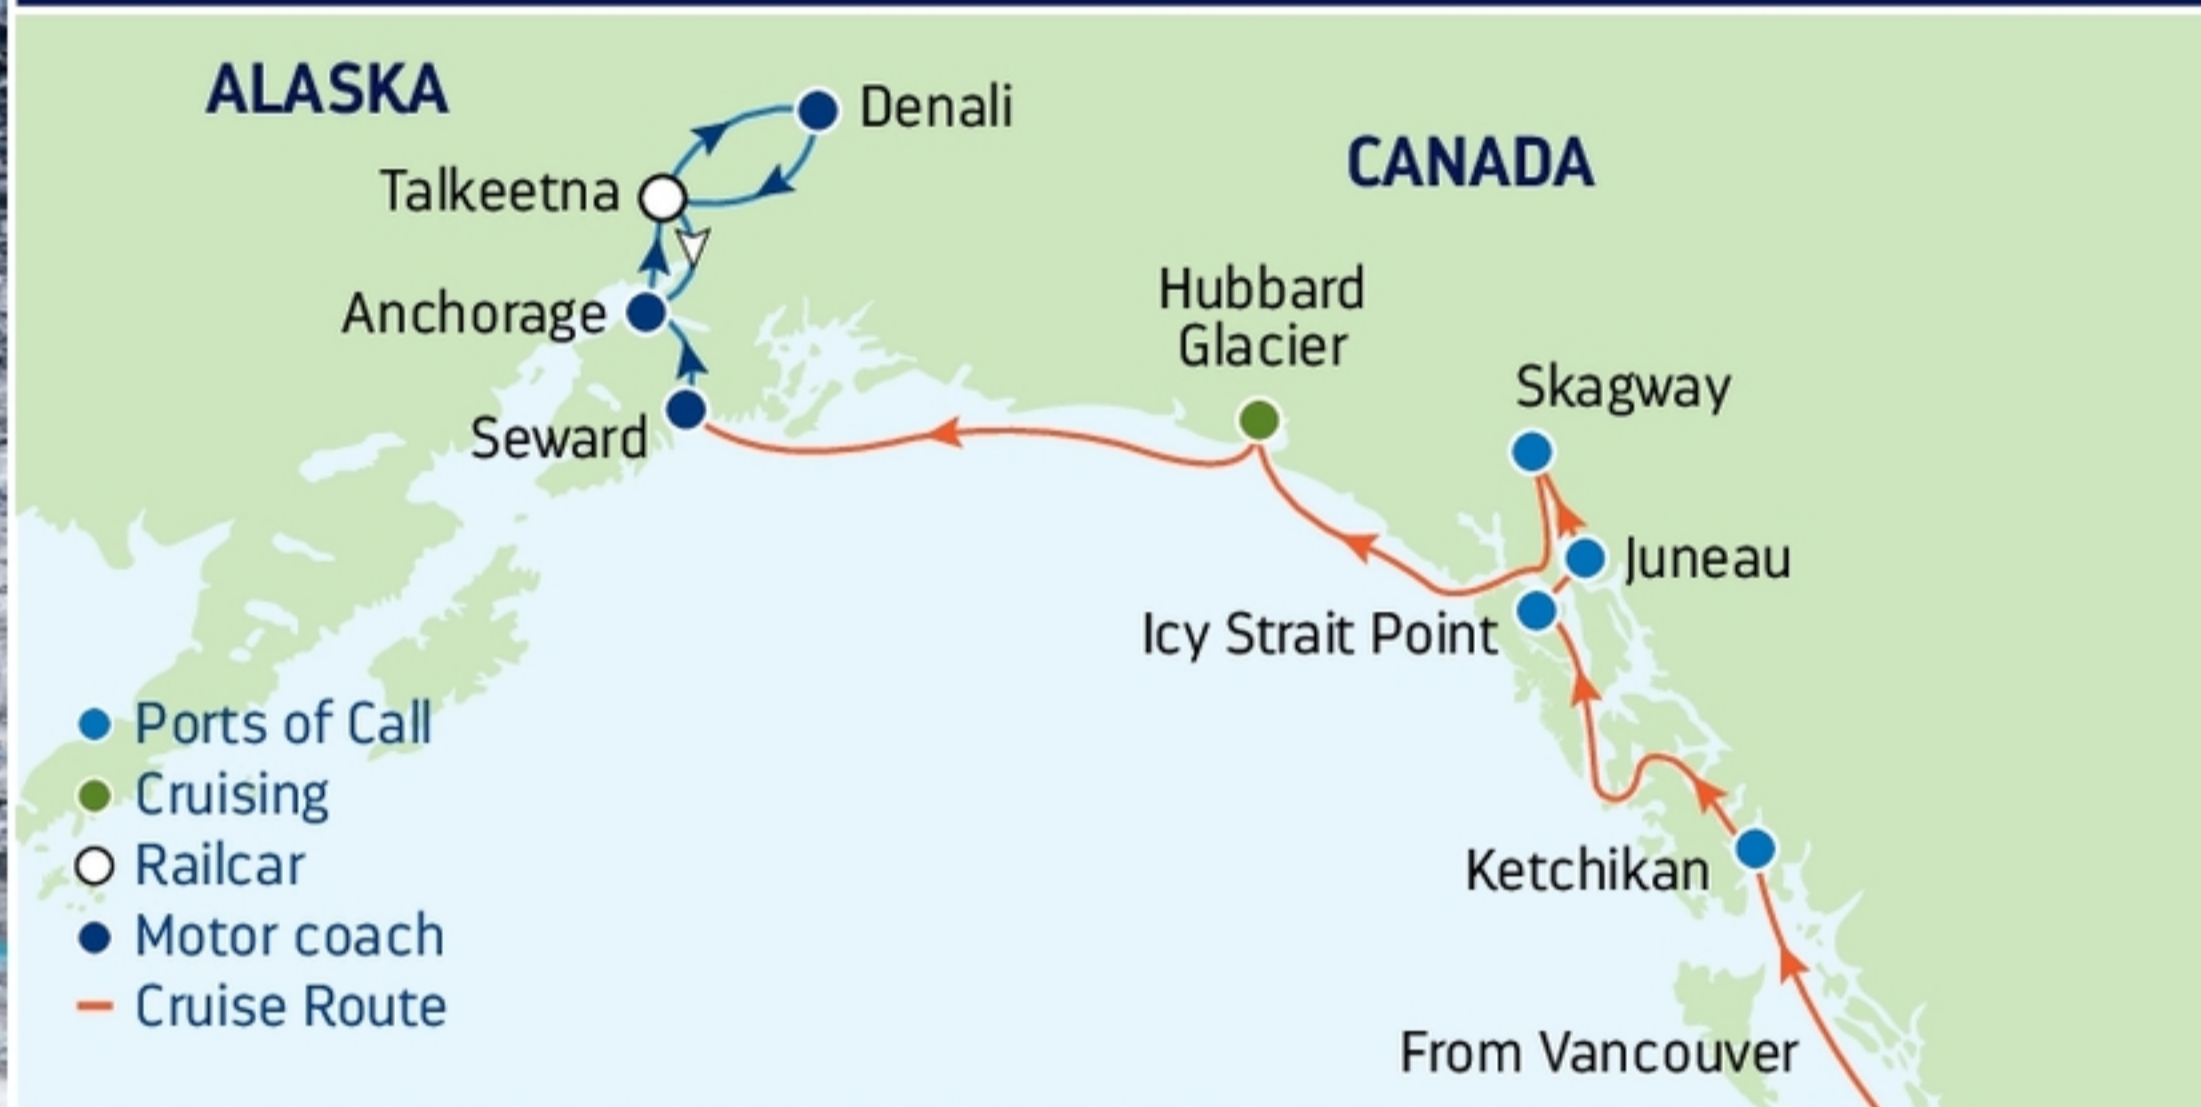 ALASKA
Denali
CANADA
Talkeetna
Hubbard
Glacier
Anchorage
Skagway
Seward
Juneau
Icy Strait Point
Ports of Call
Cruising
Railcar
Ketchikan
Motor coach
Cruise Route
From Vancouver